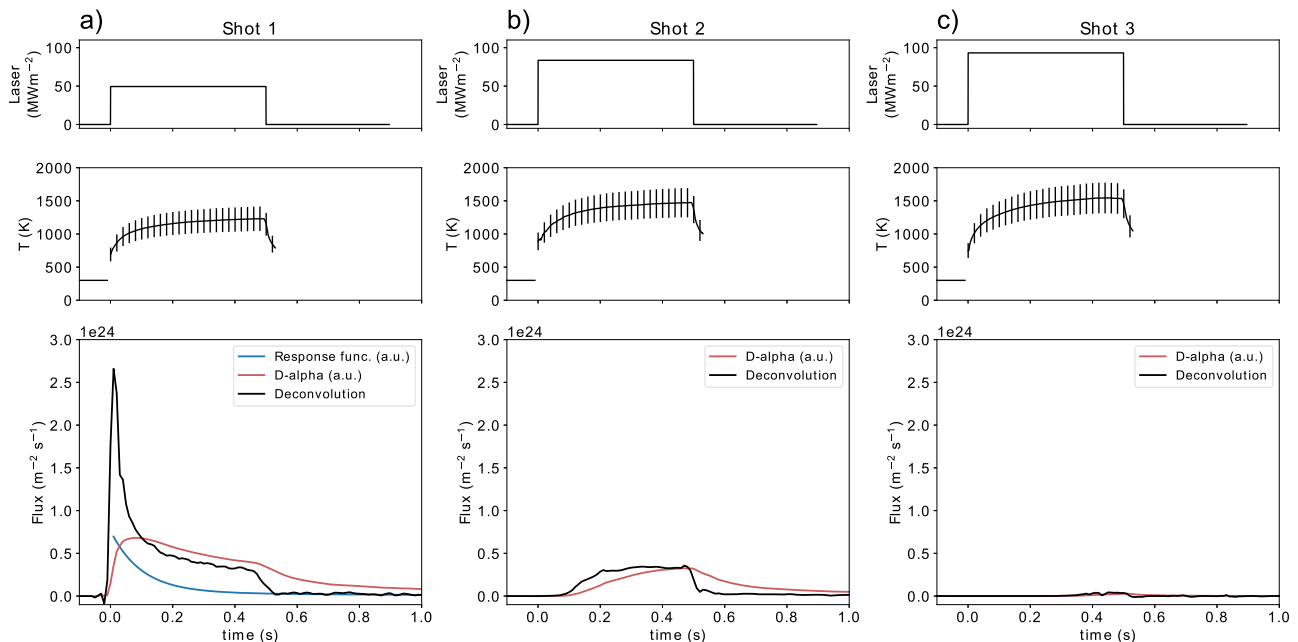 a)
Shot 1
Laser
(MWm⁻²)
100
50
0
T (K)
2000
1500
1000
500
0
1e24
Flux (m⁻² s⁻¹)
3.0
2.5
2.0
1.5
1.0
0.5
0.0
Response func. (a.u.)
D-alpha (a.u.)
Deconvolution
0.0 0.2 0.4 0.6 0.8 1.0
time (s)
b)
Shot 2
Laser
(MWm⁻²)
100
50
0
T (K)
2000
1500
1000
500
0
1e24
Flux (m⁻² s⁻¹)
3.0
2.5
2.0
1.5
1.0
0.5
0.0
D-alpha (a.u.)
Deconvolution
0.0 0.2 0.4 0.6 0.8 1.0
time (s)
c)
Shot 3
Laser
(MWm⁻²)
100
50
0
T (K)
2000
1500
1000
500
0
1e24
Flux (m⁻² s⁻¹)
3.0
2.5
2.0
1.5
1.0
0.5
0.0
D-alpha (a.u.)
Deconvolution
0.0 0.2 0.4 0.6 0.8 1.0
time (s)